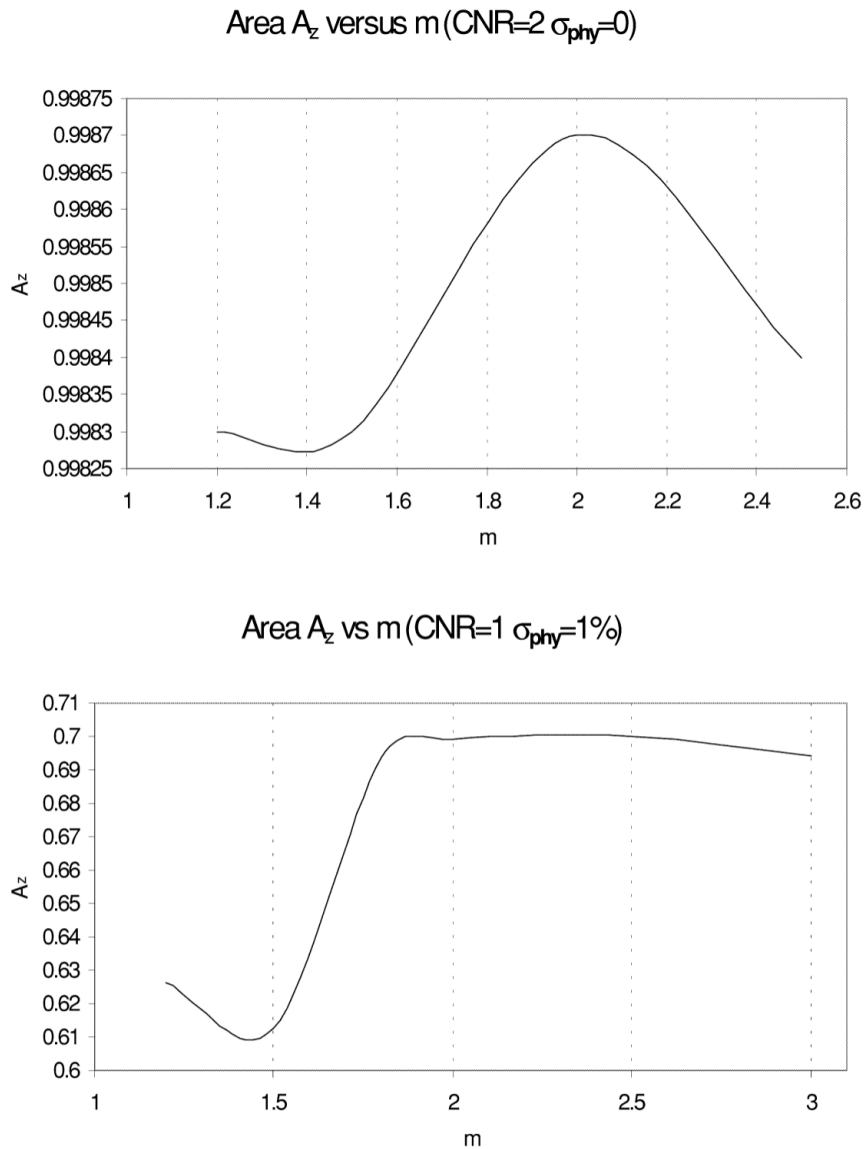 Area Az versus m (CNR=2 σphy=0)
0.99875
0.9987
0.99865
0.9986
0.99855
0.9985
0.99845
0.9984
0.99835
0.9983
0.99825
Az
1 1.2 1.4 1.6 1.8 2 2.2 2.4 2.6
m
Area Az vs m (CNR=1 σphy=1%)
0.71
0.7
0.69
0.68
0.67
0.66
0.65
0.64
0.63
0.62
0.61
0.6
Az
1 1.5 2 2.5 3
m